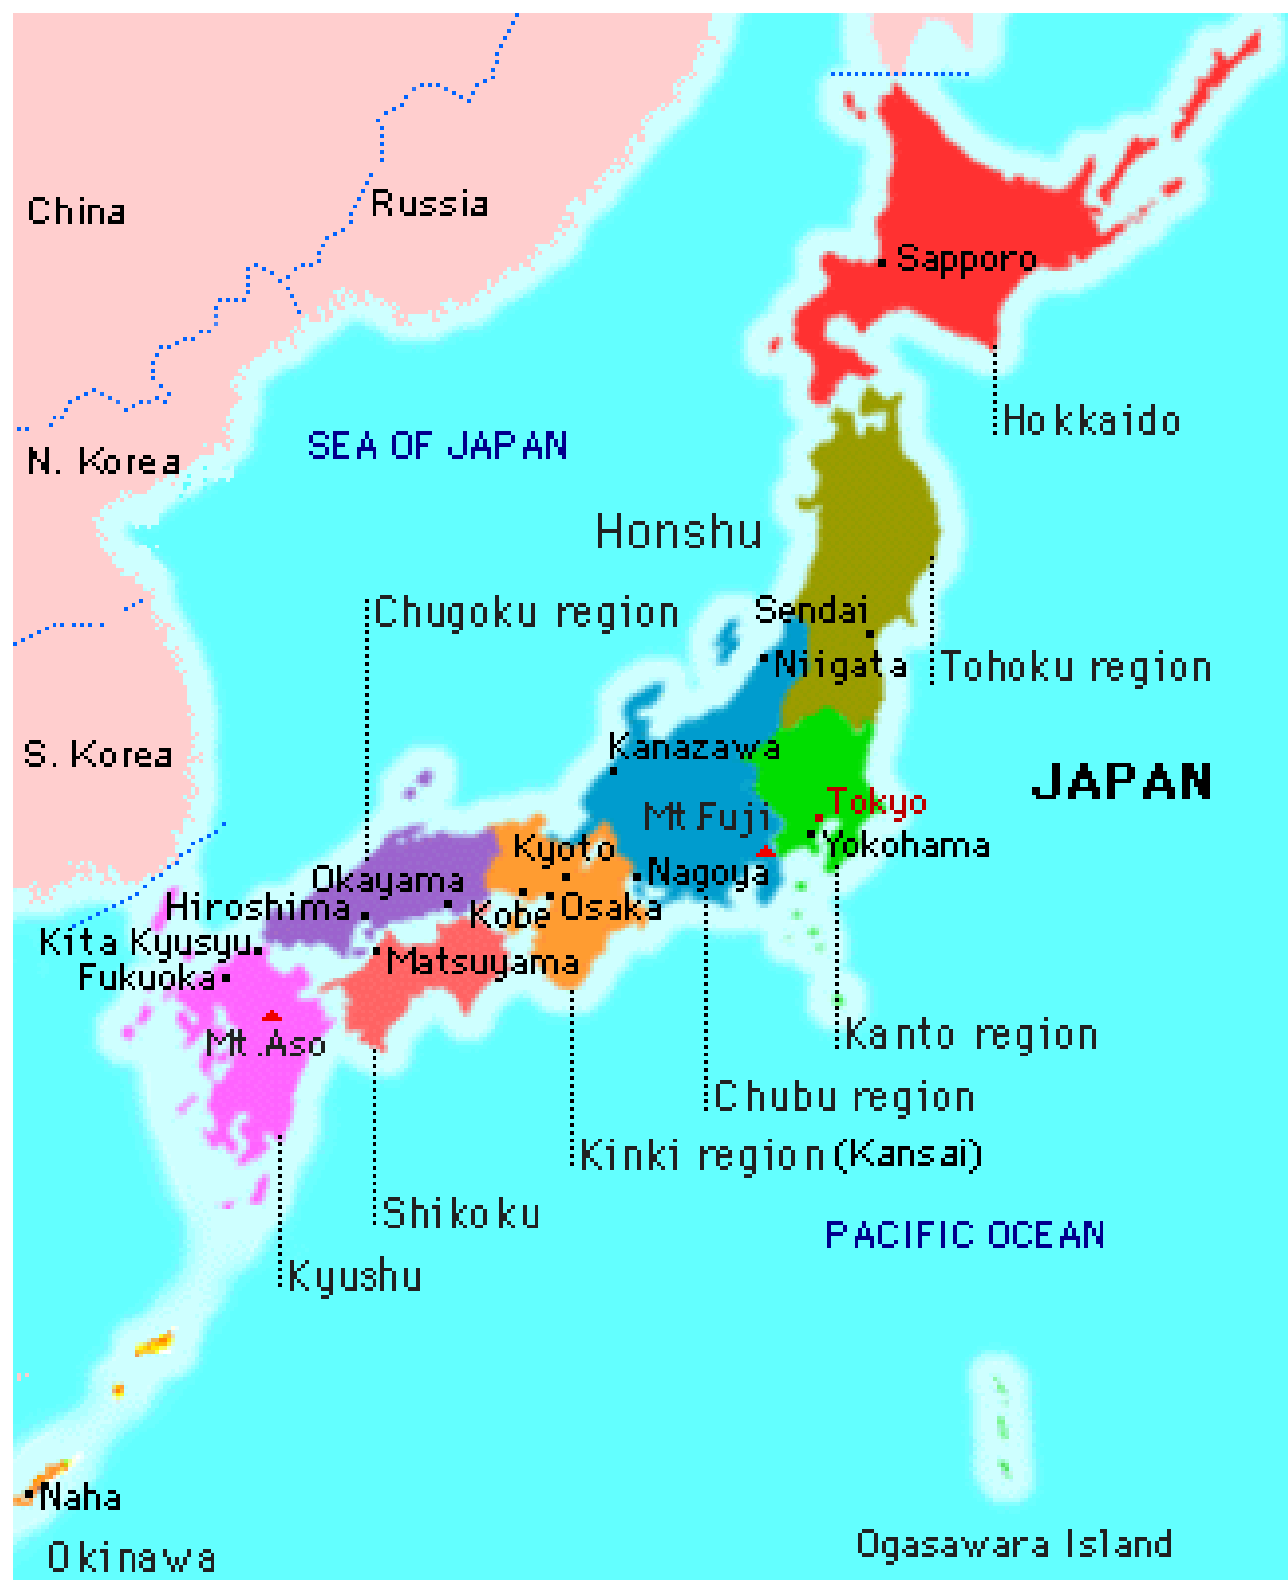 China
Russia
Sapporo
Hokkaido
SEA OF JAPAN
N. Korea
Honshu
Sendai
Chugoku region
Niigata
Tohoku region
Kanazawa
S. Korea
JAPAN
Tokyo
Mt. Fuji
Yokohama
Kyoto
Nagoya
Okayama
Hiroshima
Kobe
Osaka
Kita Kyusyu
Matsuyama
Fukuoka
Mt. Aso
Kanto region
Chubu region
Kinki region (Kansai)
Shikoku
PACIFIC OCEAN
Kyushu
Naha
Ogasawara Island
Okinawa